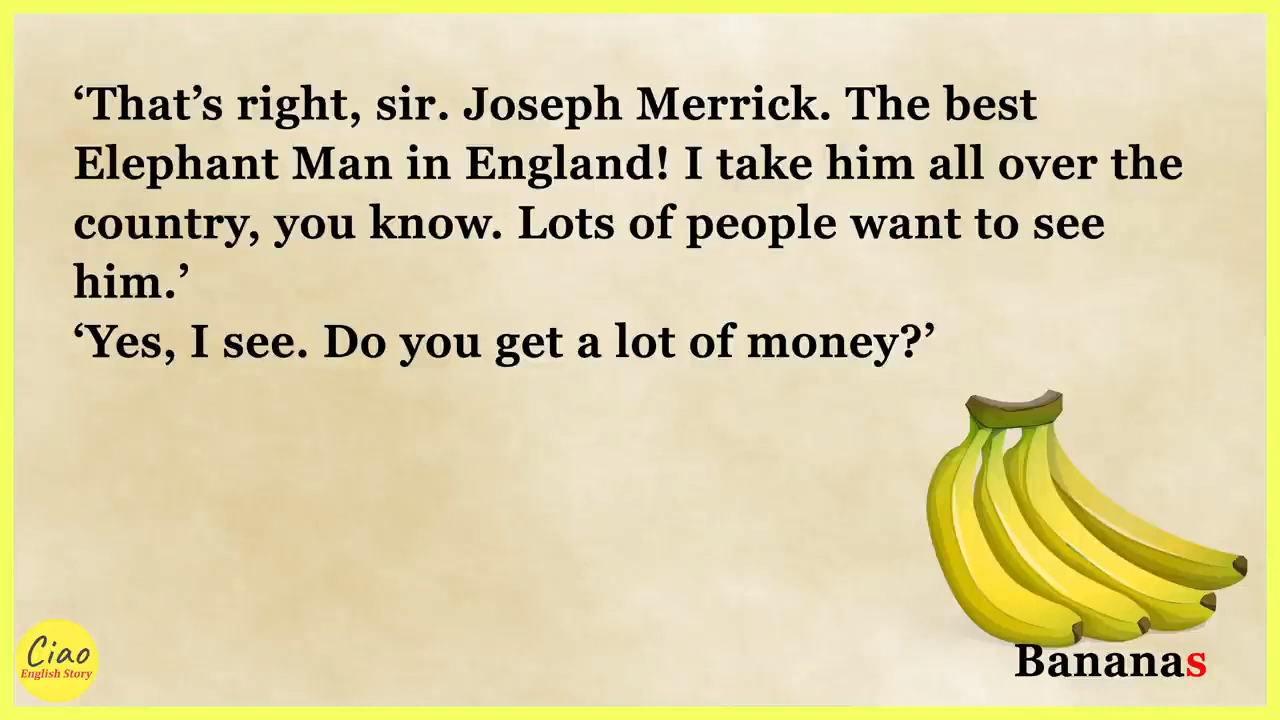 ‘That’s right, sir. Joseph Merrick. The best
Elephant Man in England! I take him all over the
country, you know. Lots of people want to see
him.’
‘Yes, I see. Do you get a lot of money?’
Bananas
Ciao
English Story